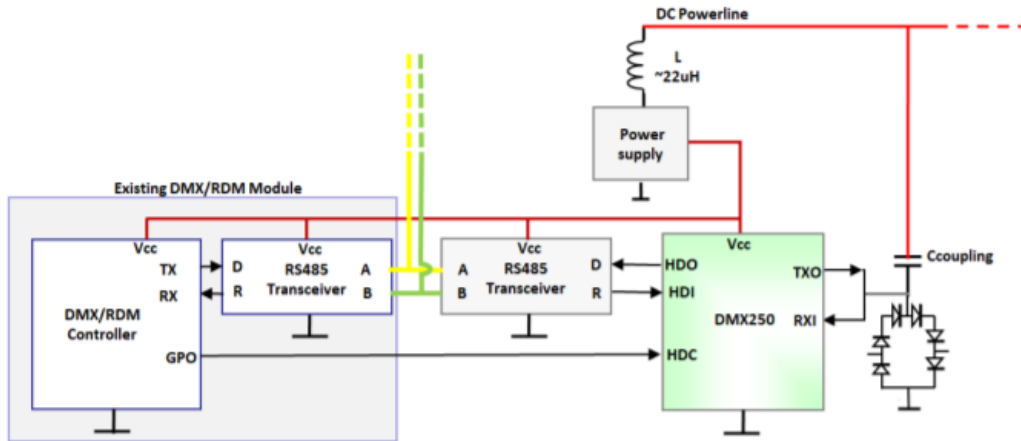 DC Powerline
L
~22uH
Power
supply
Existing DMX/RDM Module
Vcc
Vcc
Vcc
Vcc
TX
D
RS485
A
A
RS485
D
HDO
TXO
Ccoupling
RX
R
Transceiver
B
B
Transceiver
R
HDI
DMX250
RXI
DMX/RDM
Controller
GPO
HDC